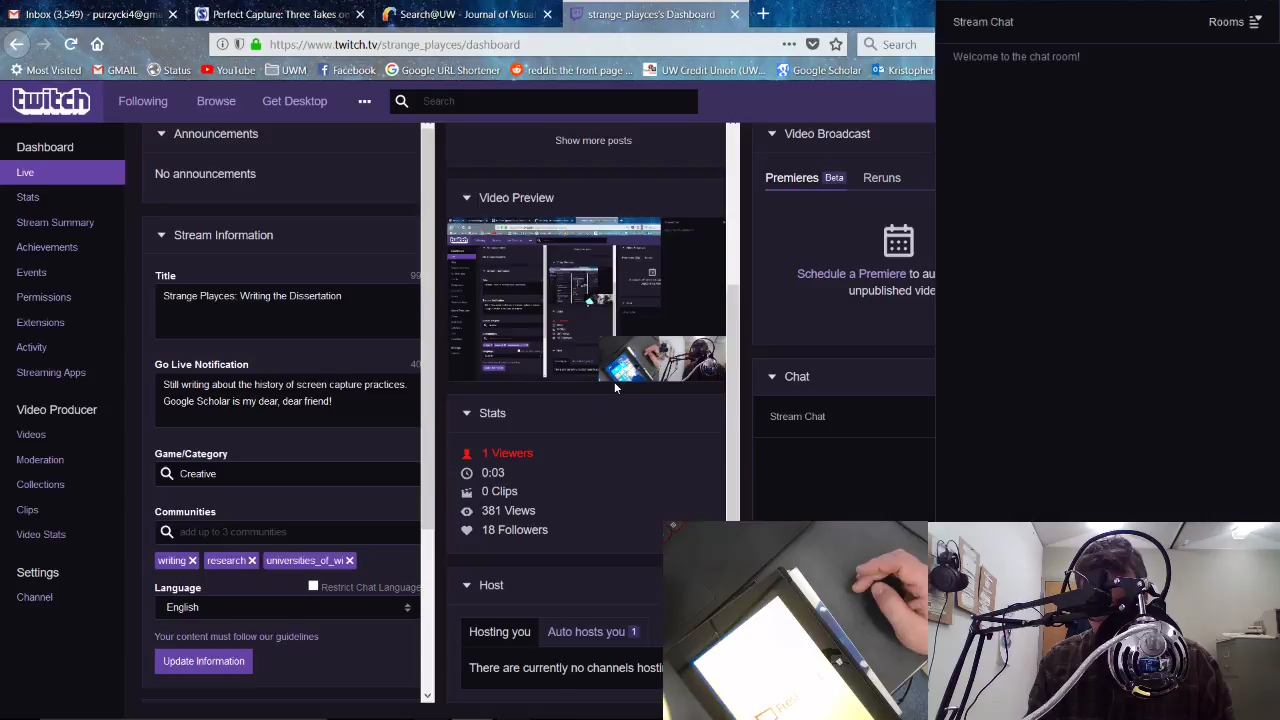 Inbox (3,549) - purzycki4@gma
Perfect Capture: Three Takes on
Search@UW - Journal of Visual
strange_playces's Dashboard
https://www.twitch.tv/strange_playces/dashboard
Search
Most Visited
GMAIL
Status
YouTube
UWM
Facebook
Google URL Shortener
reddit: the front page ...
UW Credit Union (UW...
Google Scholar
Kristopher
twitch
Following
Browse
Get Desktop
Search
Stream Chat
Rooms
Welcome to the chat room!
Dashboard
Live
Stats
Stream Summary
Achievements
Events
Permissions
Extensions
Activity
Streaming Apps
Video Producer
Videos
Moderation
Collections
Clips
Video Stats
Settings
Channel
Announcements
No announcements
Stream Information
Title
99
Strange Playces: Writing the Dissertation
Go Live Notification
40
Still writing about the history of screen capture practices.
Google Scholar is my dear, dear friend!
Game/Category
Creative
Communities
add up to 3 communities
writing
research
universities_of_wi
Language
Restrict Chat Language
English
Your content must follow our guidelines
Update Information
Show more posts
Video Preview
Stats
1 Viewers
0:03
0 Clips
381 Views
18 Followers
Host
Hosting you
Auto hosts you 1
There are currently no channels hosti
Video Broadcast
Premieres Beta
Reruns
Schedule a Premiere to au
unpublished vide
Chat
Stream Chat